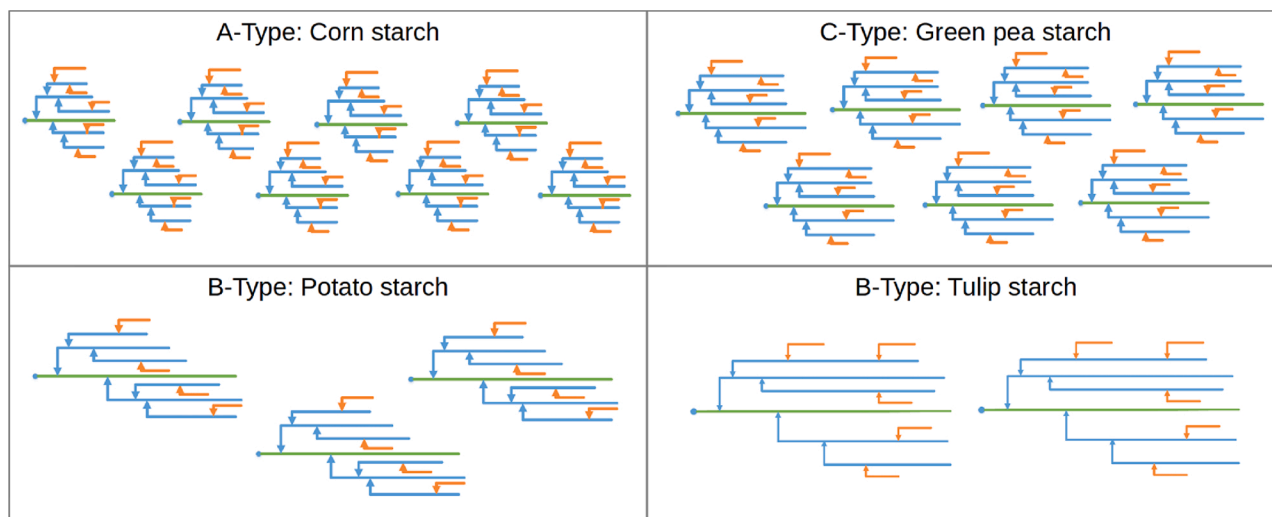 A-Type: Corn starch
C-Type: Green pea starch
B-Type: Potato starch
B-Type: Tulip starch